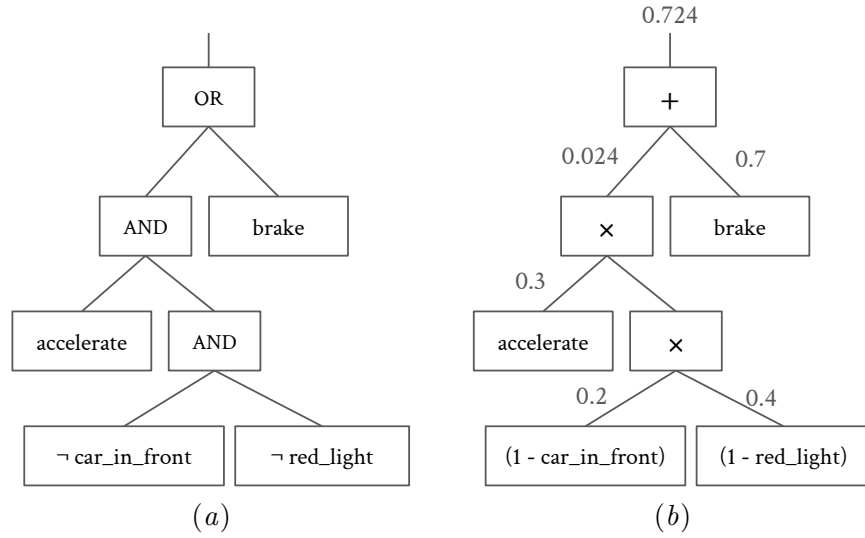 OR
AND
brake
accelerate
AND
¬ car_in_front
¬ red_light
(a)
0.724
+
0.024
0.7
×
brake
0.3
accelerate
×
0.2
0.4
(1 - car_in_front)
(1 - red_light)
(b)